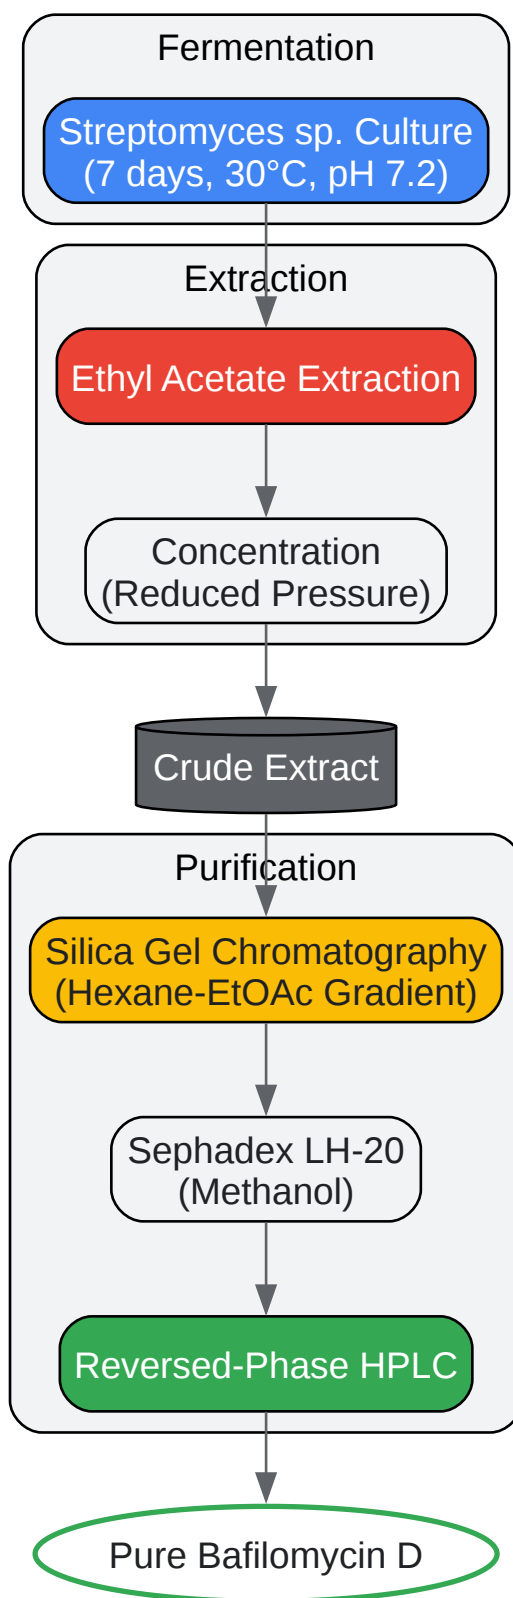 Fermentation
Streptomyces sp. Culture
(7 days, 30°C, pH 7.2)
Extraction
Ethyl Acetate Extraction
Concentration
(Reduced Pressure)
Crude Extract
Purification
Silica Gel Chromatography
(Hexane-EtOAc Gradient)
Sephadex LH-20
(Methanol)
Reversed-Phase HPLC
Pure Bafilomycin D